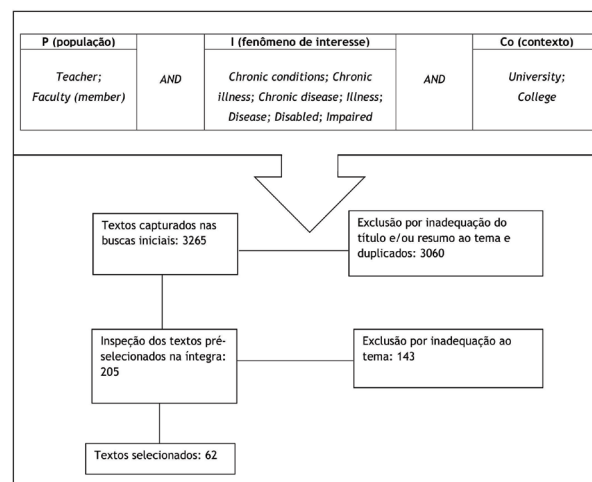 P (população)
I (fenômeno de interesse)
Co (contexto)
Teacher;
Faculty (member)
AND
Chronic conditions; Chronic
illness; Chronic disease; Illness;
Disease; Disabled; Impaired
AND
University;
College
Textos capturados nas
buscas iniciais: 3265
Exclusão por inadequação do
título e/ou resumo ao tema e
duplicados: 3060
Inspeção dos textos pré-
selecionados na íntegra:
205
Exclusão por inadequação ao
tema: 143
Textos selecionados: 62